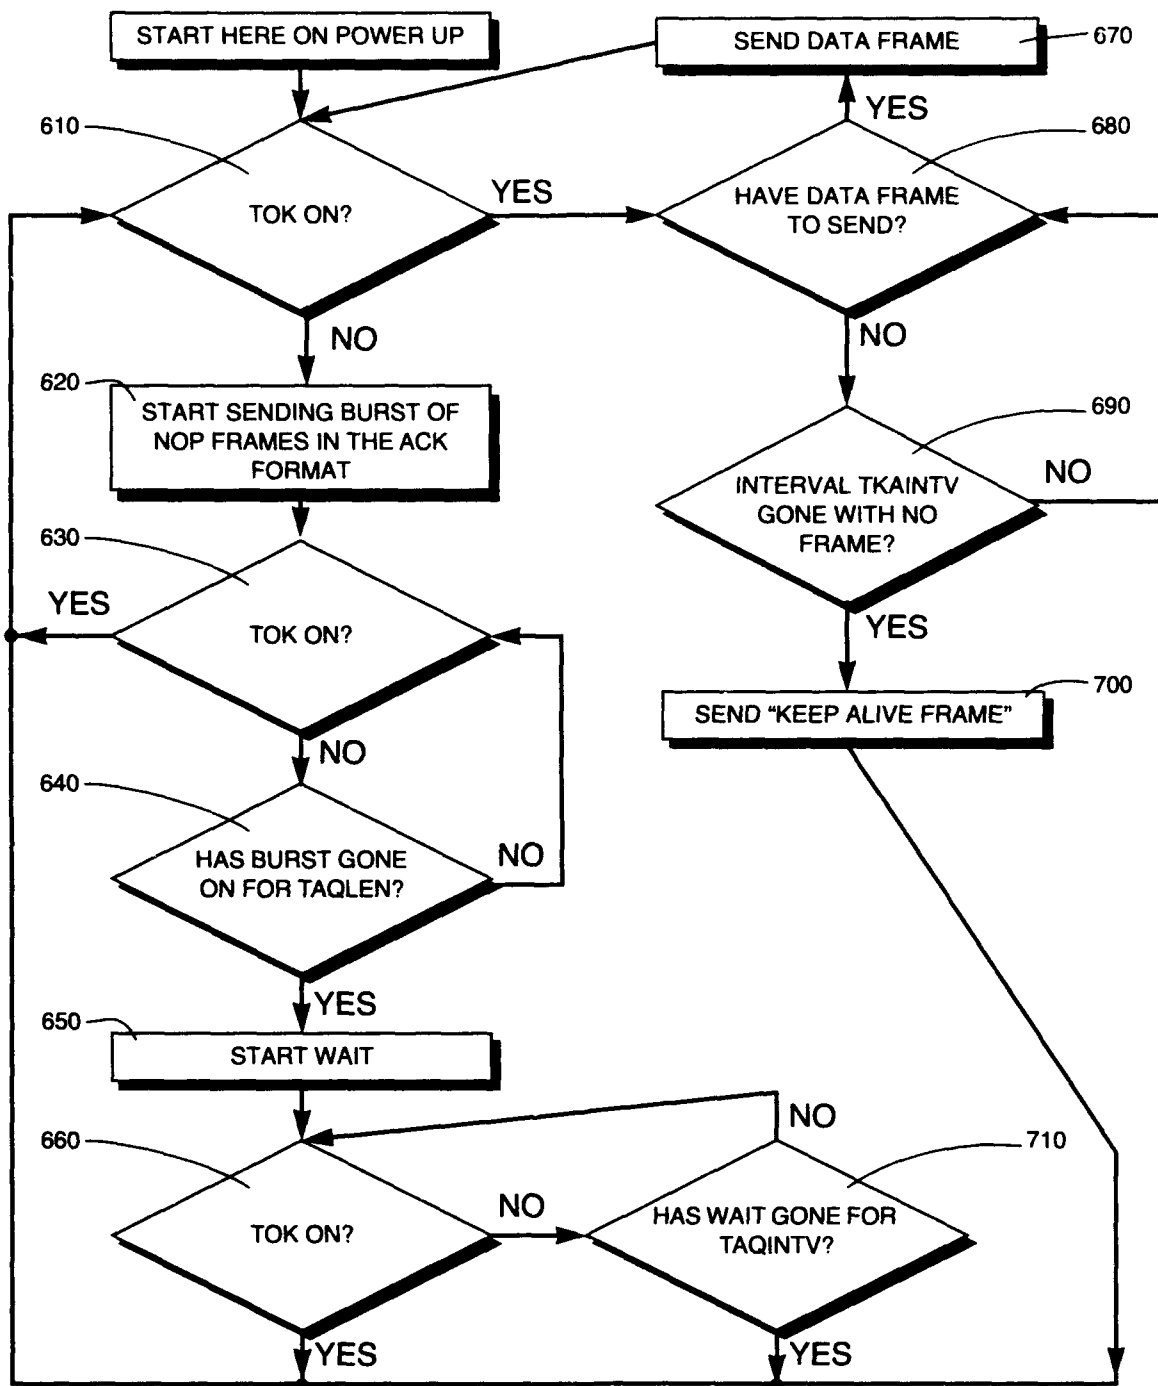 START HERE ON POWER UP
SEND DATA FRAME
670
YES
610
680
TOK ON?
YES
HAVE DATA FRAME
TO SEND?
NO
NO
620
START SENDING BURST OF
NOP FRAMES IN THE ACK
FORMAT
690
INTERVAL TKAINTV
GONE WITH NO
FRAME?
NO
630
YES
TOK ON?
YES
NO
700
SEND “KEEP ALIVE FRAME”
640
HAS BURST GONE
ON FOR TAQLEN?
NO
YES
650
START WAIT
NO
660
710
TOK ON?
NO
HAS WAIT GONE FOR
TAQINTV?
YES
YES